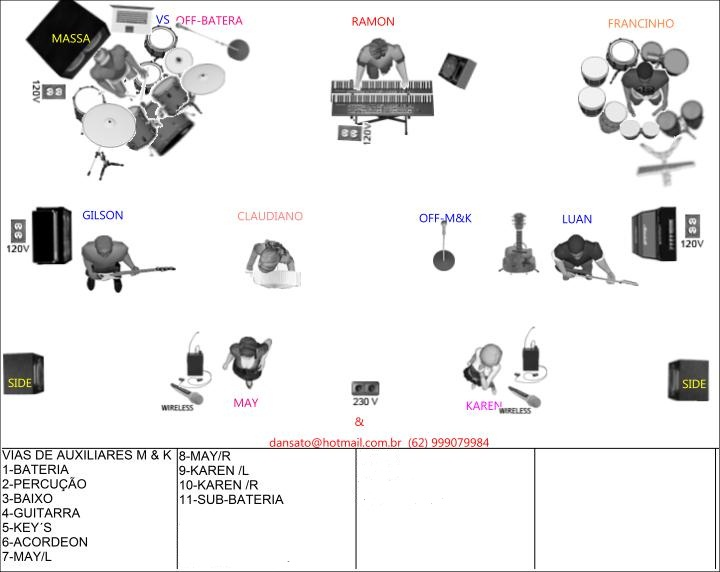 MASSA
VS OFF-BATERA
RAMON
FRANCINHO
120V
120V
GILSON
CLAUDIANO
OFF-M&K
LUAN
120V
120V
SIDE
WIRELESS
MAY
230 V
KAREN
WIRELESS
SIDE
&
dansato@hotmail.com.br (62) 999079984
VIAS DE AUXILIARES M & K
1-BATERIA
2-PERCUÇÃO
3-BAIXO
4-GUITARRA
5-KEY´S
6-ACORDEON
7-MAY/L
8-MAY/R
9-KAREN /L
10-KAREN /R
11-SUB-BATERIA